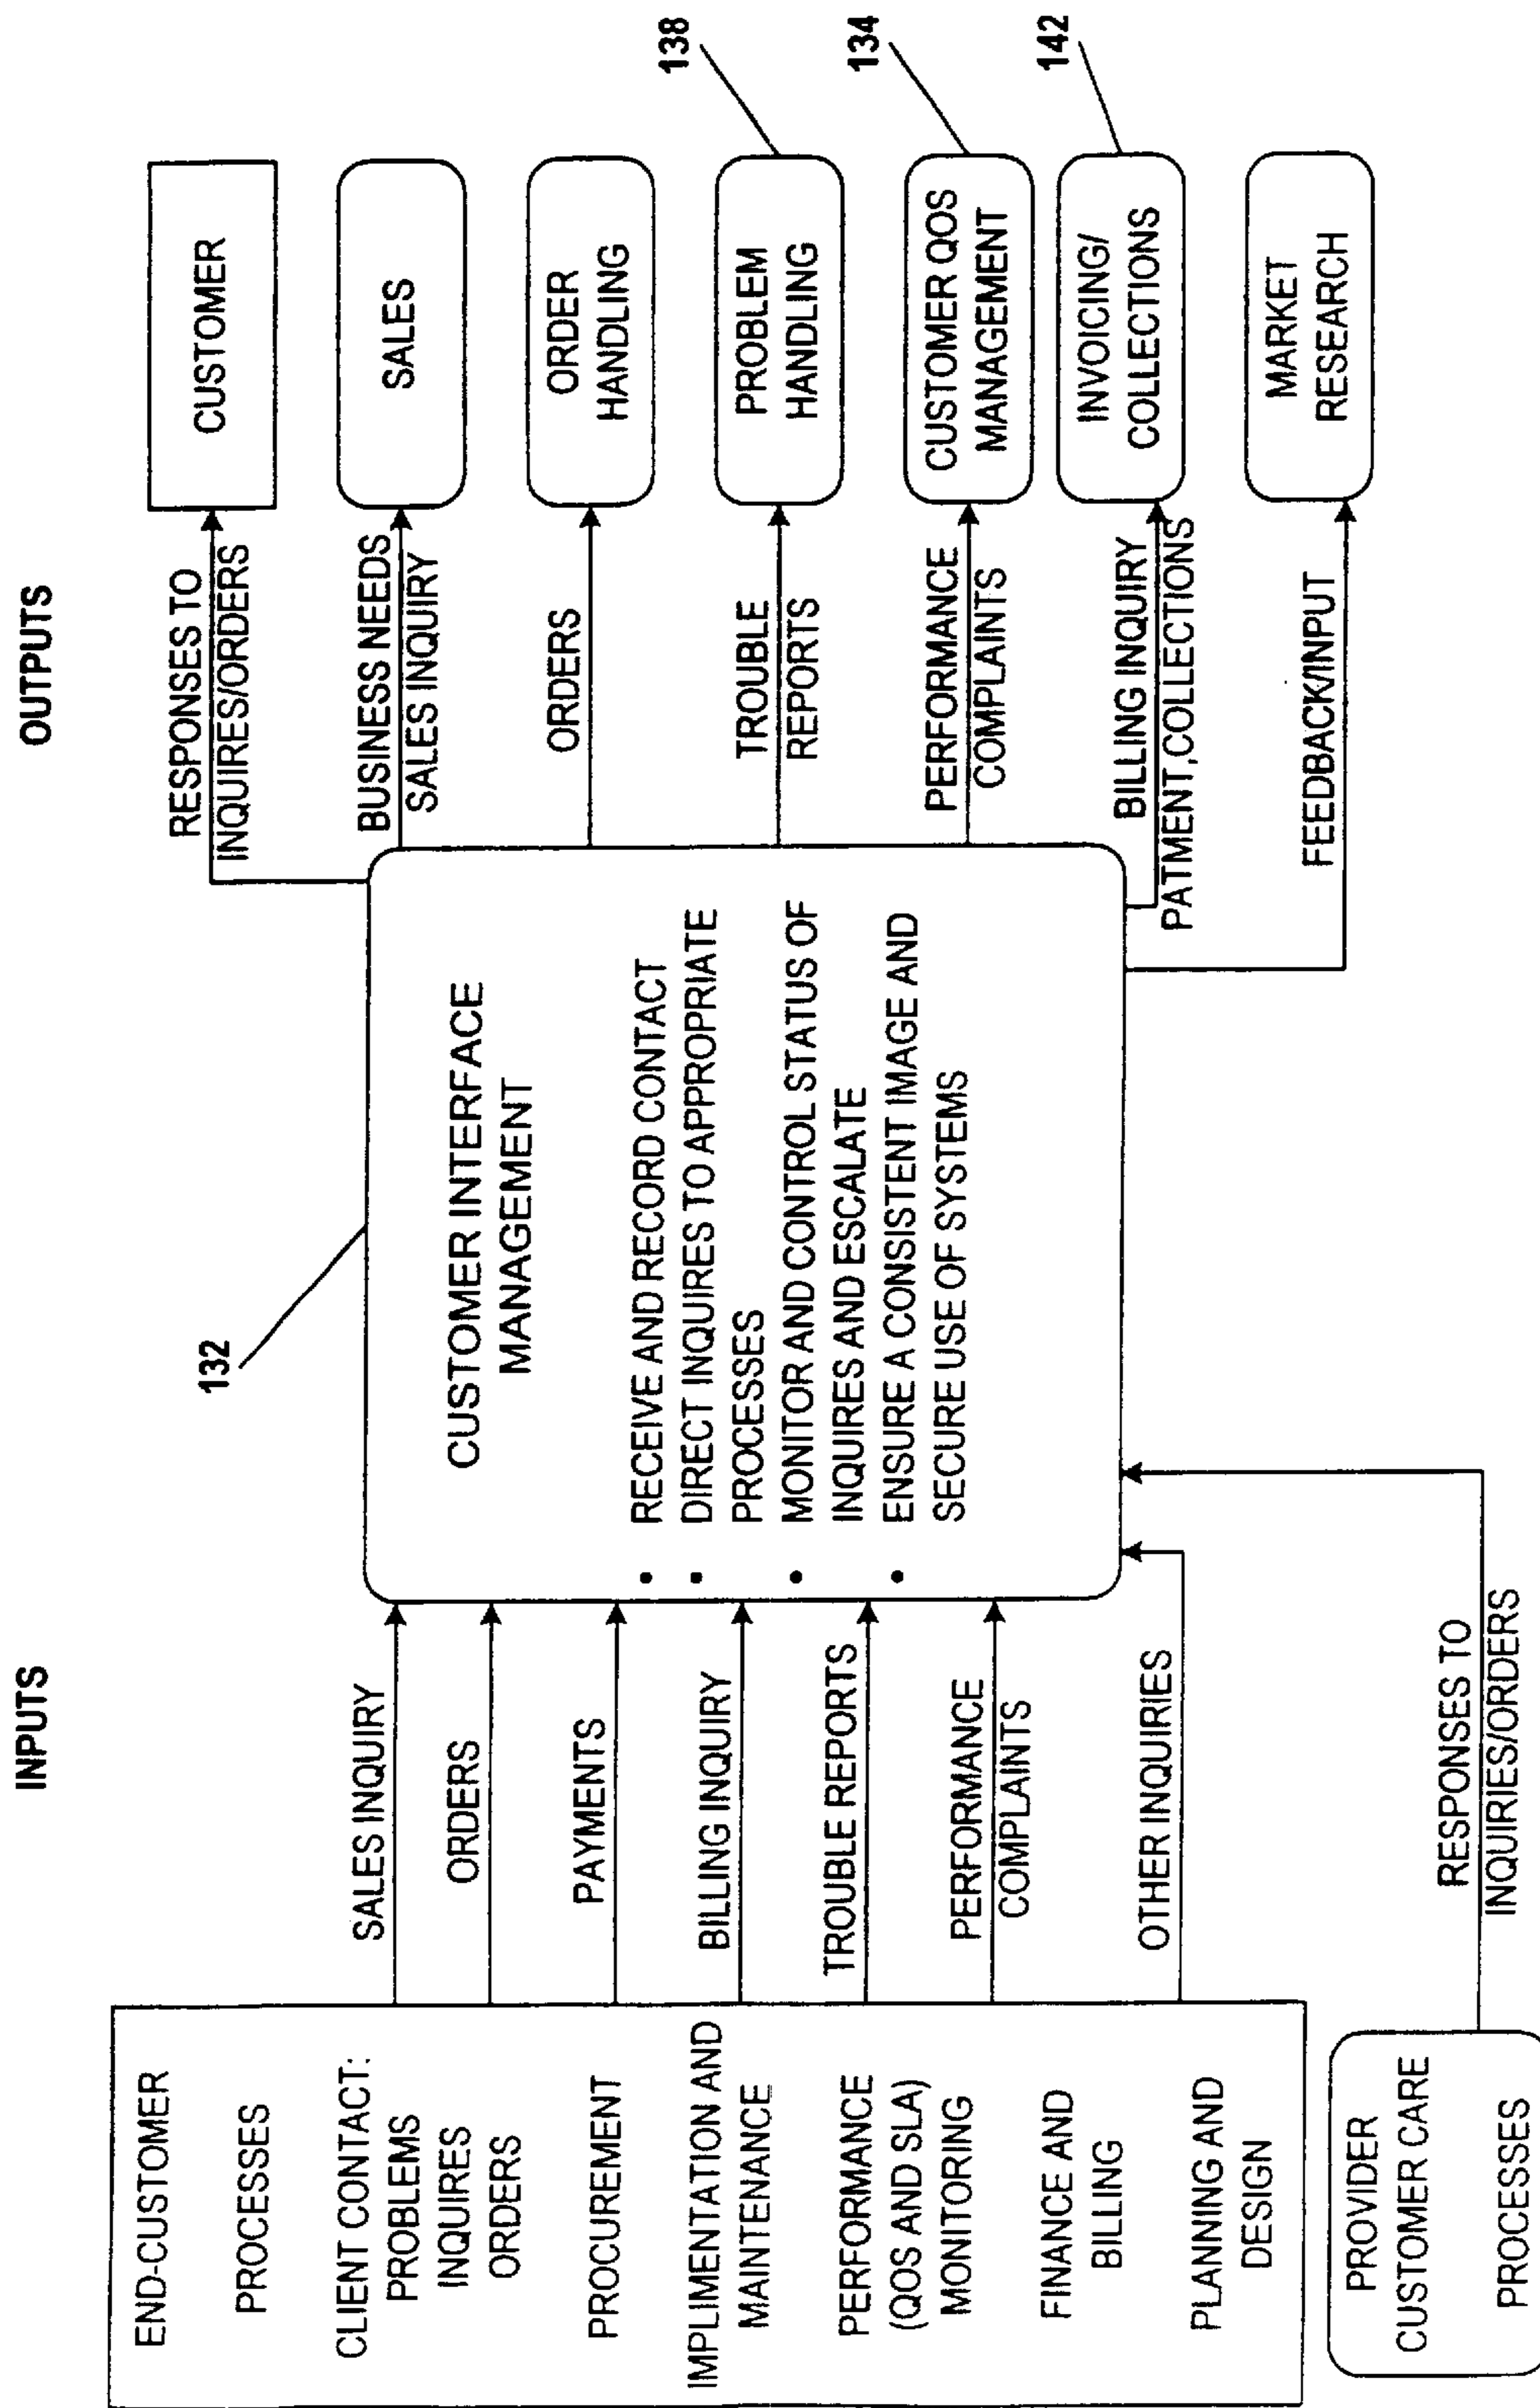 INPUTS
OUTPUTS
END-CUSTOMER
PROCESSES
CLIENT CONTACT:
PROBLEMS
INQUIRES
ORDERS
PROCUREMENT
IMPLIMENTATION AND
MAINTENANCE
PERFORMANCE
(QOS AND SLA)
MONITORING
FINANCE AND
BILLING
PLANNING AND
DESIGN
PROVIDER
CUSTOMER CARE
PROCESSES
SALES INQUIRY
ORDERS
PAYMENTS
BILLING INQUIRY
TROUBLE REPORTS
PERFORMANCE
COMPLAINTS
OTHER INQUIRIES
RESPONSES TO
INQUIRIES/ORDERS
132
CUSTOMER INTERFACE
MANAGEMENT
• RECEIVE AND RECORD CONTACT
• DIRECT INQUIRES TO APPROPRIATE
PROCESSES
• MONITOR AND CONTROL STATUS OF
INQUIRES AND ESCALATE
• ENSURE A CONSISTENT IMAGE AND
SECURE USE OF SYSTEMS
RESPONSES TO
INQUIRES/ORDERS
BUSINESS NEEDS
SALES INQUIRY
ORDERS
TROUBLE
REPORTS
PERFORMANCE
COMPLAINTS
BILLING INQUIRY
PATMENT,COLLECTIONS
FEEDBACK/INPUT
CUSTOMER
SALES
ORDER
HANDLING
PROBLEM
HANDLING
138
CUSTOMER QOS
MANAGEMENT
134
INVOICING/
COLLECTIONS
142
MARKET
RESEARCH